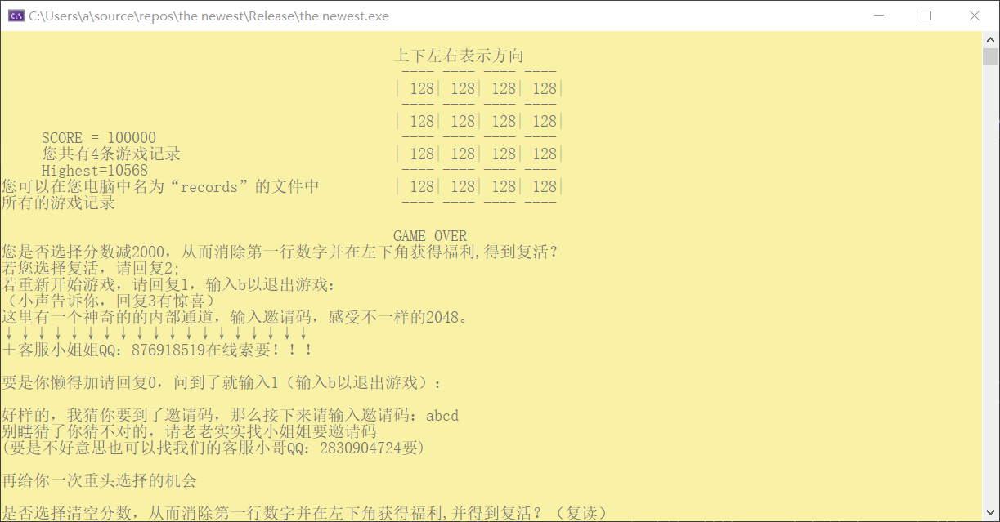 C:\Users\a\source\repos\the newest\Release\the newest.exe
上下左右表示方向
---- ---- ---- ----
| 128| 128| 128| 128|
---- ---- ---- ----
| 128| 128| 128| 128|
SCORE = 100000 ---- ---- ---- ----
您共有4条游戏记录 | 128| 128| 128| 128|
Highest=10568 ---- ---- ---- ----
您可以在您电脑中名为“records”的文件中 | 128| 128| 128| 128|
所有的游戏记录 ---- ---- ---- ----
GAME OVER
您是否选择分数减2000，从而消除第一行数字并在左下角获得福利,得到复活？
若您选择复活，请回复2;
若重新开始游戏，请回复1，输入b以退出游戏：
（小声告诉你，回复3有惊喜）
这里有一个神奇的的内部通道，输入邀请码，感受不一样的2048。
↓↓↓↓↓↓↓↓↓↓↓↓↓↓↓↓↓↓↓
＋客服小姐姐QQ：876918519在线索要！！！
要是你懒得加请回复0，问到了就输入1（输入b以退出游戏）：
好样的，我猜你要到了邀请码，那么接下来请输入邀请码：abcd
别瞎猜了你猜不对的，请老老实实找小姐姐要邀请码
(要是不好意思也可以找我们的客服小哥QQ：2830904724要)
再给你一次重头选择的机会
是否选择清空分数，从而消除第一行数字并在左下角获得福利,并得到复活？（复读）